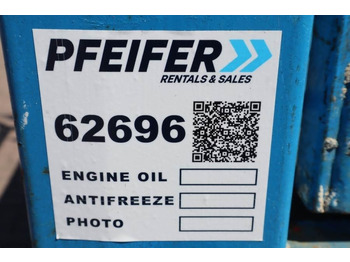 PFEIFER
RENTALS & SALES
62696
ENGINE OIL
ANTIFREEZE
PHOTO